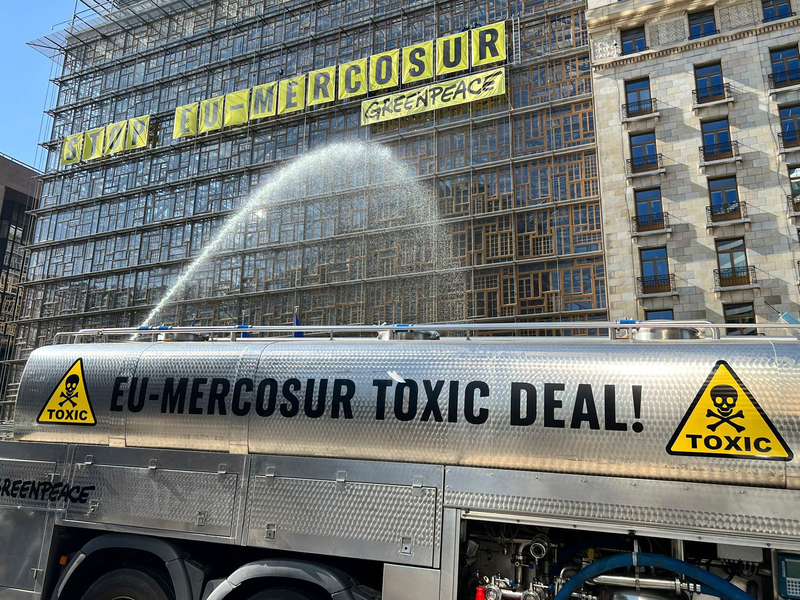 STOP EU-MERCOSUR
GREENPEACE
EU-MERCOSUR TOXIC DEAL!
TOXIC
TOXIC
GREENPEACE